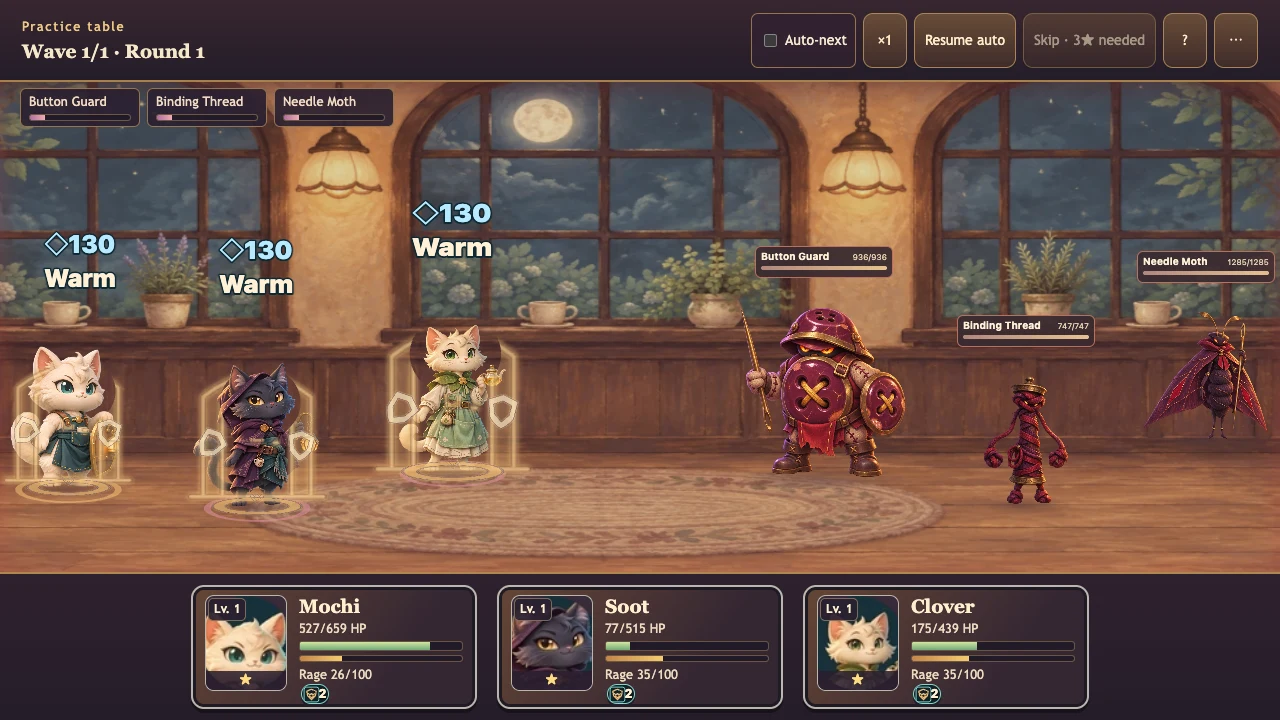 Practice table
Wave 1/1 · Round 1
Auto-next
×1
Resume auto
Skip · 3★ needed
?
···
Button Guard
Binding Thread
Needle Moth
◇130
Warm
◇130
Warm
◇130
Warm
Button Guard 936/936
Binding Thread 747/747
Needle Moth 1285/1285
Lv. 1
Mochi
527/659 HP
Rage 26/100
2
Lv. 1
Soot
77/515 HP
Rage 35/100
2
Lv. 1
Clover
175/439 HP
Rage 35/100
2